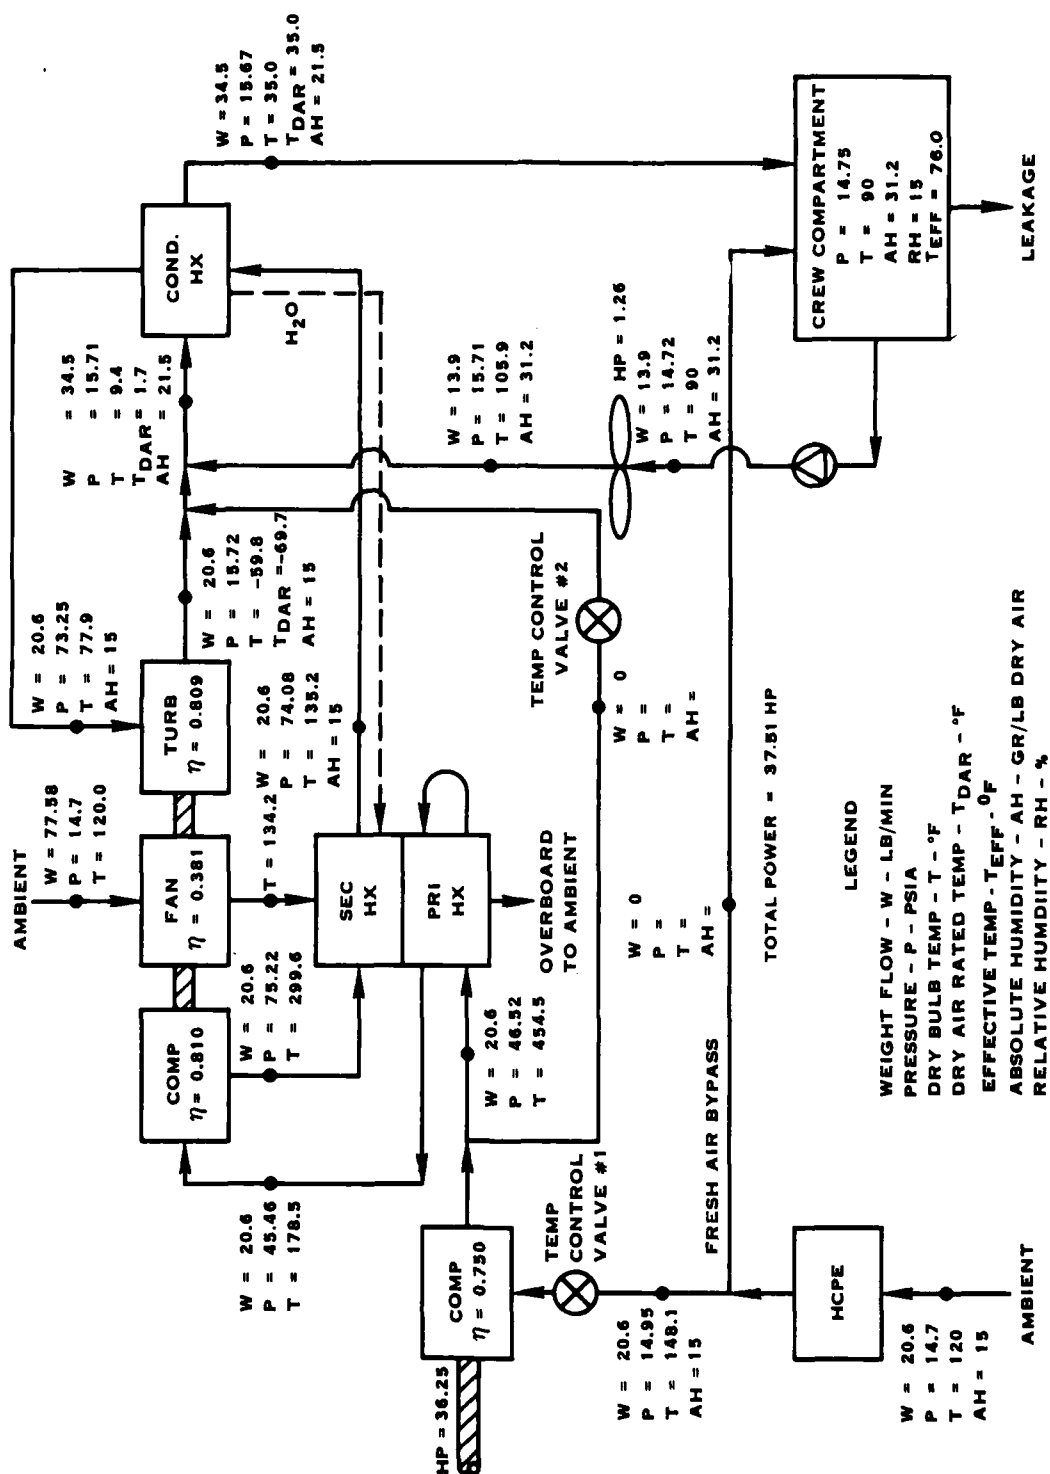 AMBIENT
W = 77.58
P = 14.7
T = 120.0
COMP
η = 0.810
FAN
η = 0.381
TURB
η = 0.809
COND.
HX
W = 20.6
P = 73.25
T = 77.9
AH = 15
W = 20.6
P = 15.72
T = -59.8
TDAR = -69.7
AH = 15
W = 34.5
P = 15.71
T = 9.4
TDAR = 1.7
AH = 21.5
W = 34.5
P = 15.67
T = 35.0
TDAR = 35.0
AH = 21.5
W = 20.6
P = 45.46
T = 178.5
W = 20.6
P = 75.22
T = 299.6
T = 134.2
W = 20.6
P = 74.08
T = 135.2
AH = 15
H2O
SEC
HX
PRI
HX
OVERBOARD
TO AMBIENT
W = 20.6
P = 46.52
T = 454.5
W = 13.9
P = 15.71
T = 105.9
AH = 31.2
HP = 1.26
W = 13.9
P = 14.72
T = 90
AH = 31.2
TEMP CONTROL
VALVE #2
W = 0
P =
T =
AH =
HP = 36.25
COMP
η = 0.750
TEMP
CONTROL
VALVE #1
W = 20.6
P = 14.95
T = 148.1
AH = 15
FRESH AIR BYPASS
W = 0
P =
T =
AH =
TOTAL POWER = 37.51 HP
CREW COMPARTMENT
P = 14.75
T = 90
AH = 31.2
RH = 15
TEFF = 76.0
LEAKAGE
HCPE
W = 20.6
P = 14.7
T = 120
AH = 15
AMBIENT
LEGEND
WEIGHT FLOW - W - LB/MIN
PRESSURE - P - PSIA
DRY BULB TEMP - T - °F
DRY AIR RATED TEMP - TDAR - °F
EFFECTIVE TEMP - TEFF - °F
ABSOLUTE HUMIDITY - AH - GR/LB DRY AIR
RELATIVE HUMDIITY - RH - %